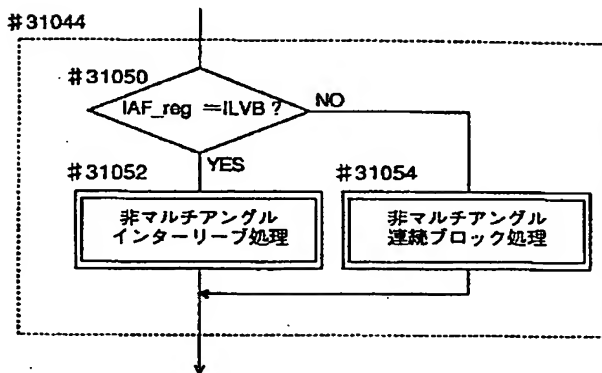 #31044
#31050
IAF_reg ＝ILVB ?
NO
YES
#31052
#31054
非マルチアングル
インターリーブ処理
非マルチアングル
連続ブロック処理